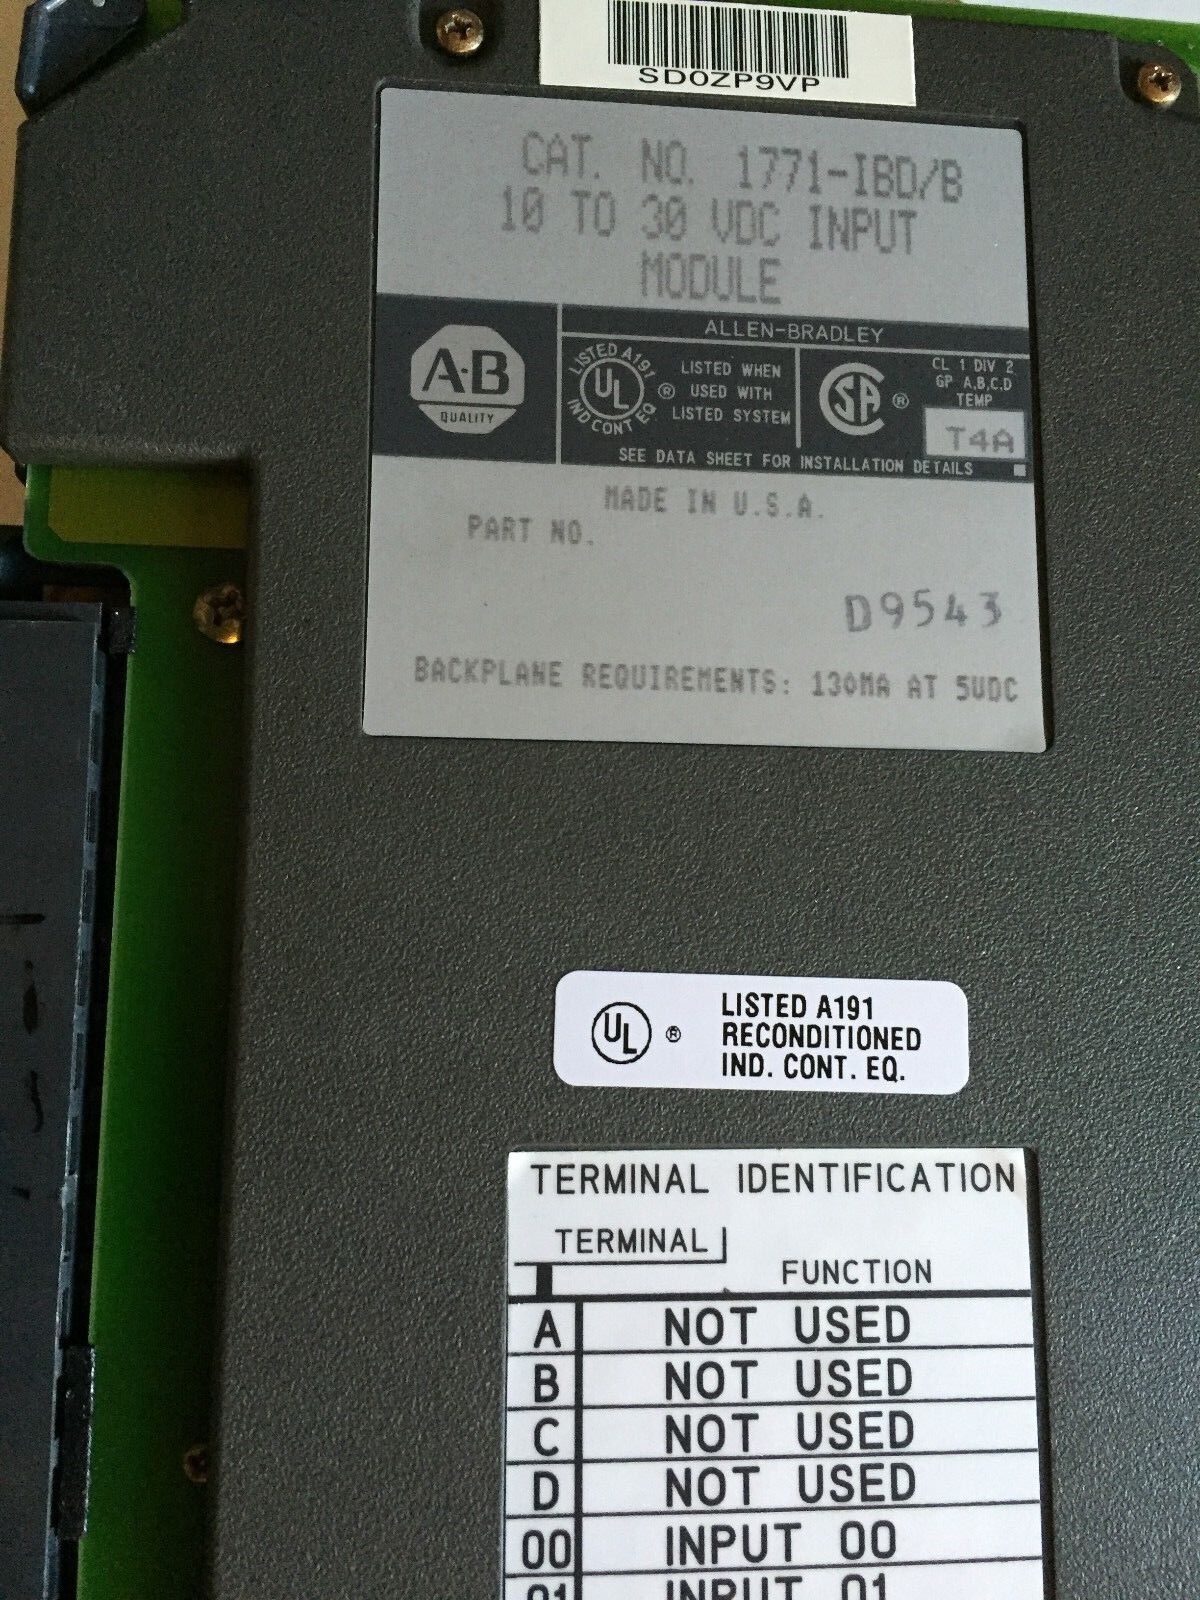 SD0ZP9VP
CAT. NO. 1771-IBD/B
10 TO 30 VDC INPUT
MODULE
ALLEN-BRADLEY
A·B
QUALITY
LISTED A191
UL
IND CONT EQ
®
LISTED WHEN
USED WITH
LISTED SYSTEM
SA ®
CL 1 DIV 2
GP A,B,C,D
TEMP
T4A
SEE DATA SHEET FOR INSTALLATION DETAILS
MADE IN U.S.A.
PART NO.
D9543
BACKPLANE REQUIREMENTS: 130MA AT 5VDC
UL ®
LISTED A191
RECONDITIONED
IND. CONT. EQ.
TERMINAL IDENTIFICATION
TERMINAL
FUNCTION
A NOT USED
B NOT USED
C NOT USED
D NOT USED
00 INPUT 00
01 INPUT 01